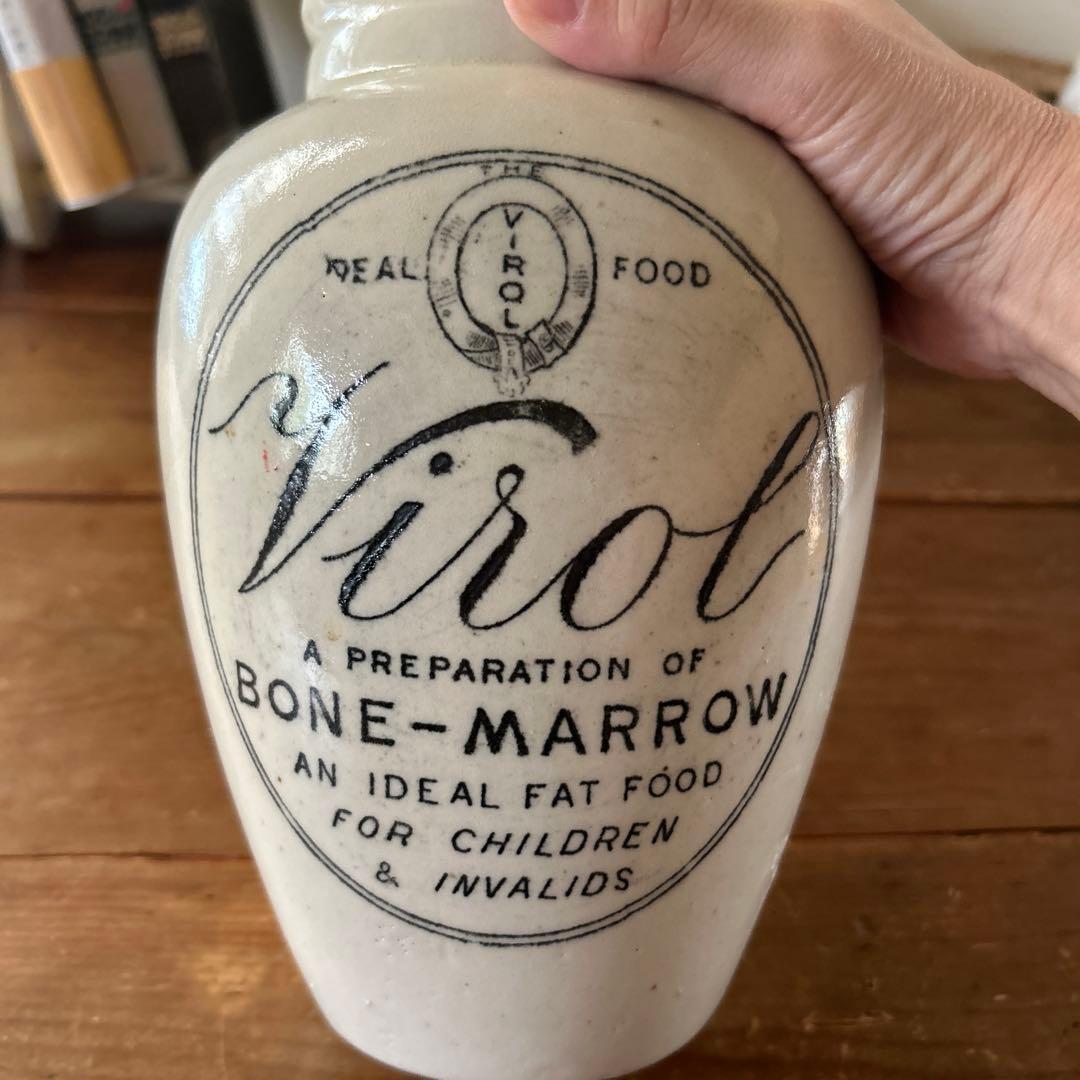 THE
IDEAL VIROL FOOD
Virol
A PREPARATION OF
BONE-MARROW
AN IDEAL FAT FOOD
FOR CHILDREN
& INVALIDS